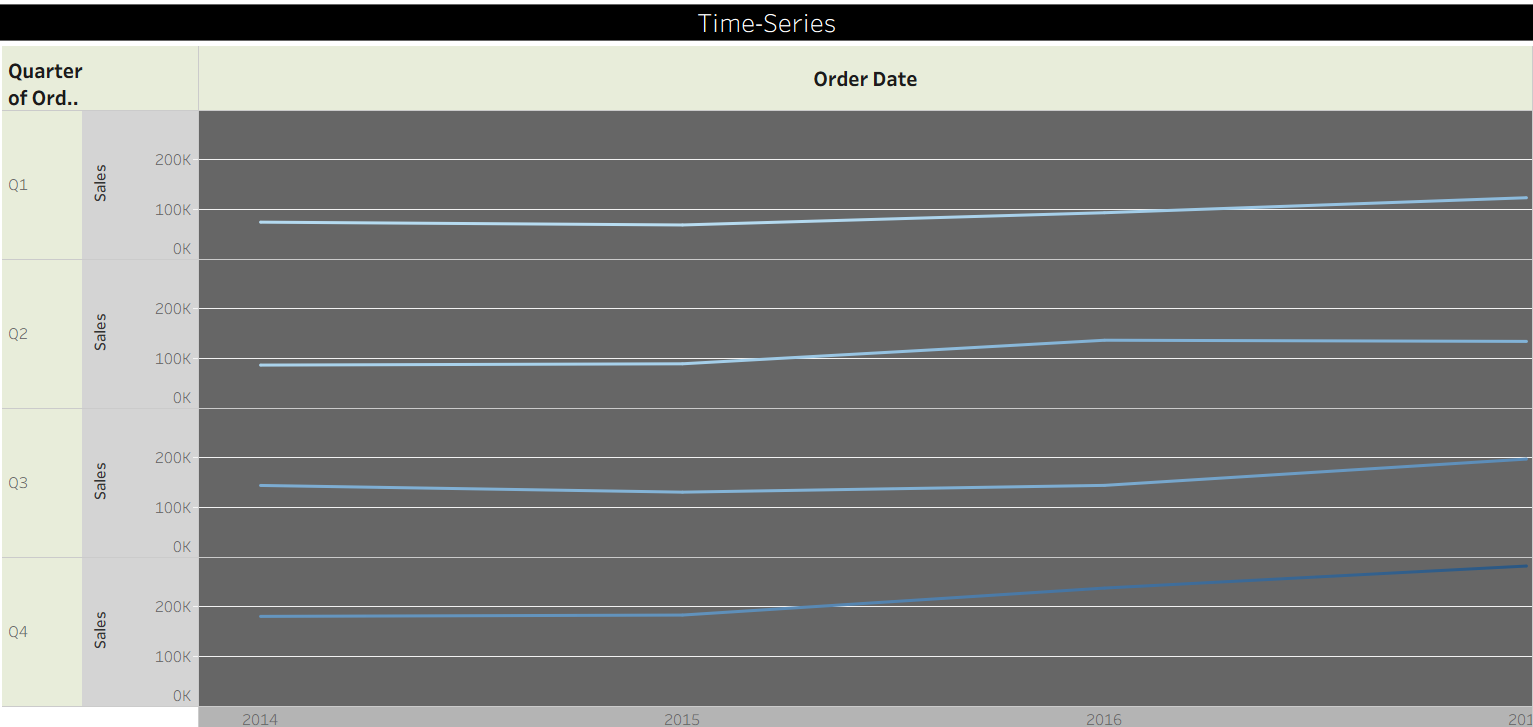 Time-Series
Quarter
of Ord..
Order Date
Q1
Sales
200K
100K
0K
Q2
Sales
200K
100K
0K
Q3
Sales
200K
100K
0K
Q4
Sales
200K
100K
0K
2014
2015
2016
201